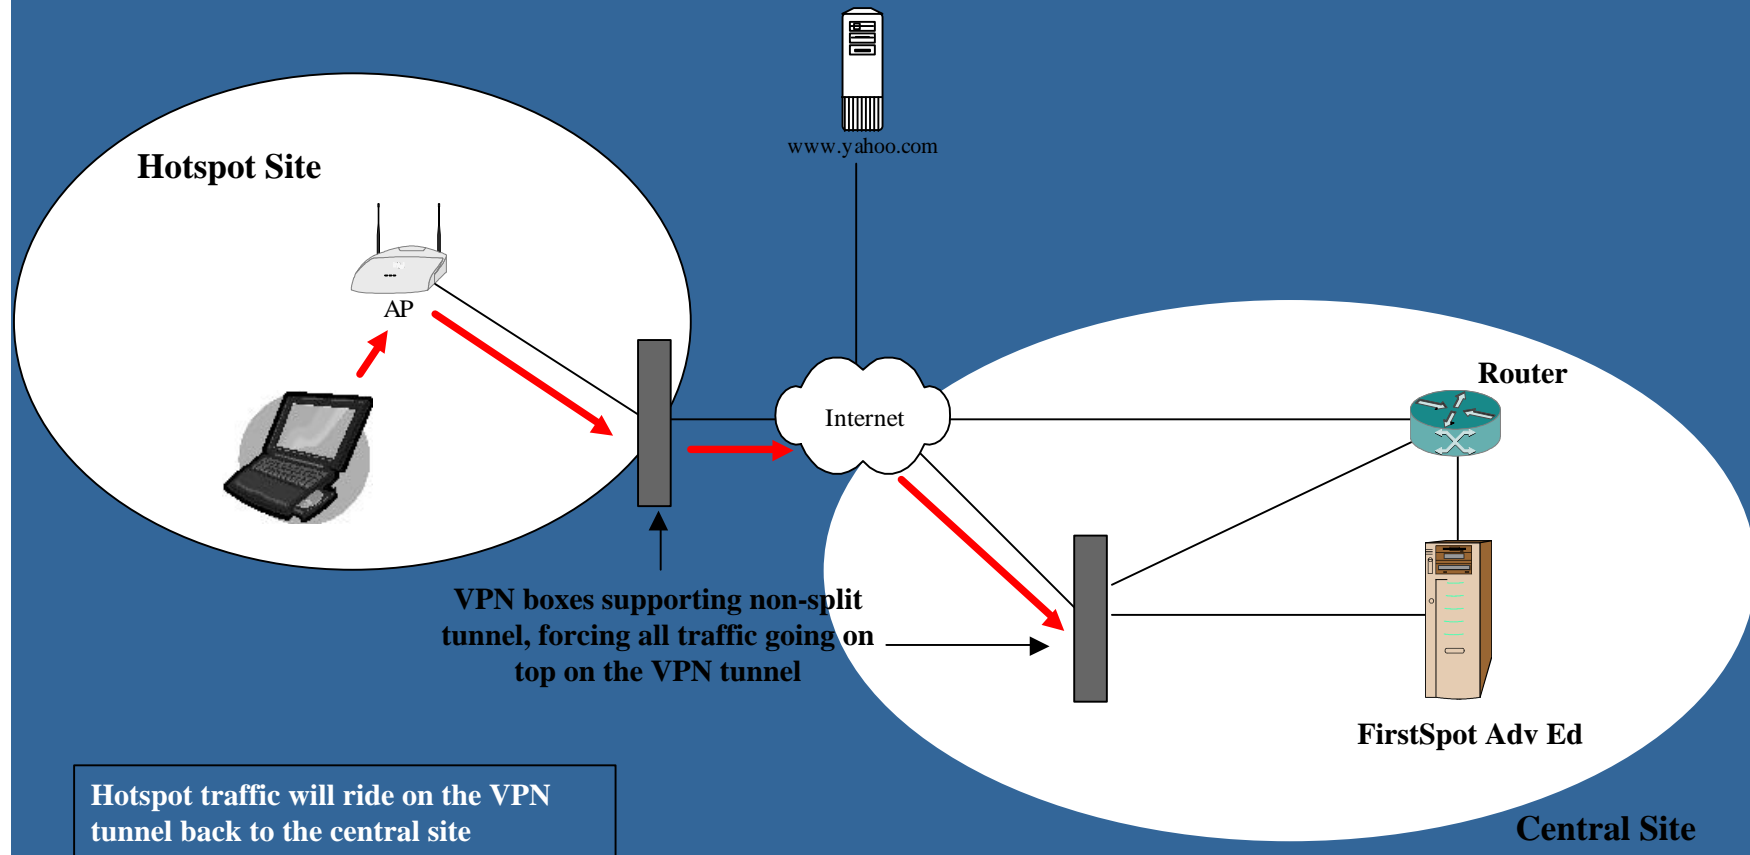 www.yahoo.com
Hotspot Site
AP
Internet
Router
VPN boxes supporting non-split
tunnel, forcing all traffic going on
top on the VPN tunnel
FirstSpot Adv Ed
Hotspot traffic will ride on the VPN
tunnel back to the central site
Central Site